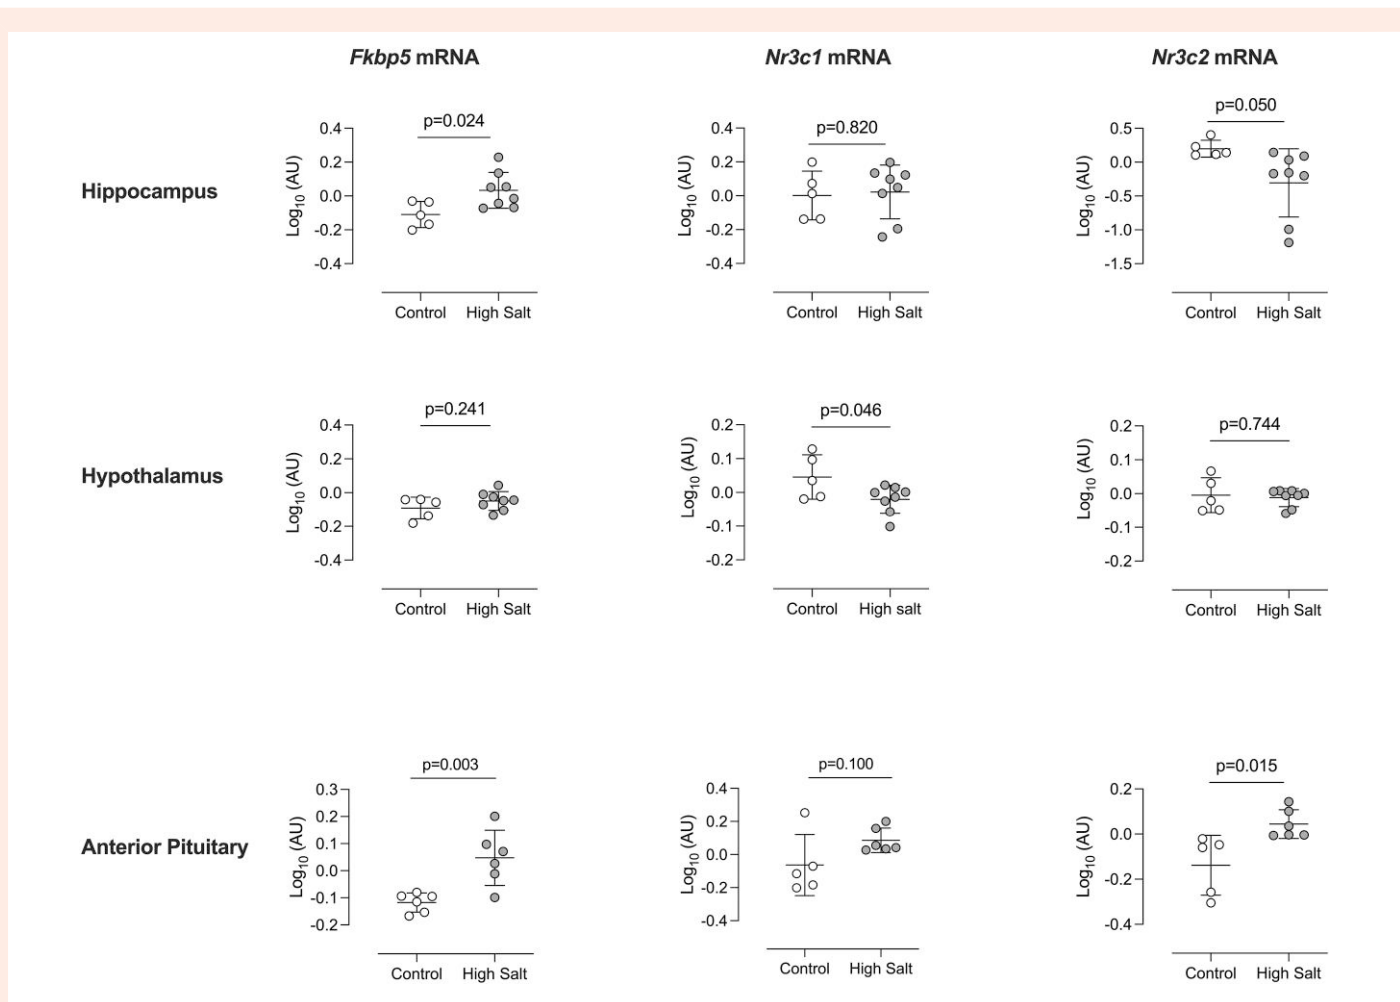 Fkbp5 mRNA
Nr3c1 mRNA
Nr3c2 mRNA
Hippocampus
p=0.024
Log10 (AU)
0.4
0.2
0.0
-0.2
-0.4
Control High Salt
p=0.820
Log10 (AU)
0.4
0.2
0.0
-0.2
-0.4
Control High Salt
p=0.050
Log10 (AU)
0.5
0.0
-0.5
-1.0
-1.5
Control High Salt
Hypothalamus
p=0.241
Log10 (AU)
0.4
0.2
0.0
-0.2
-0.4
Control High Salt
p=0.046
Log10 (AU)
0.2
0.1
0.0
-0.1
-0.2
Control High salt
p=0.744
Log10 (AU)
0.2
0.1
0.0
-0.1
-0.2
Control High Salt
Anterior Pituitary
p=0.003
Log10 (AU)
0.3
0.2
0.1
0.0
-0.1
-0.2
Control High Salt
p=0.100
Log10 (AU)
0.4
0.2
0.0
-0.2
-0.4
Control High Salt
p=0.015
Log10 (AU)
0.2
0.0
-0.2
-0.4
Control High Salt